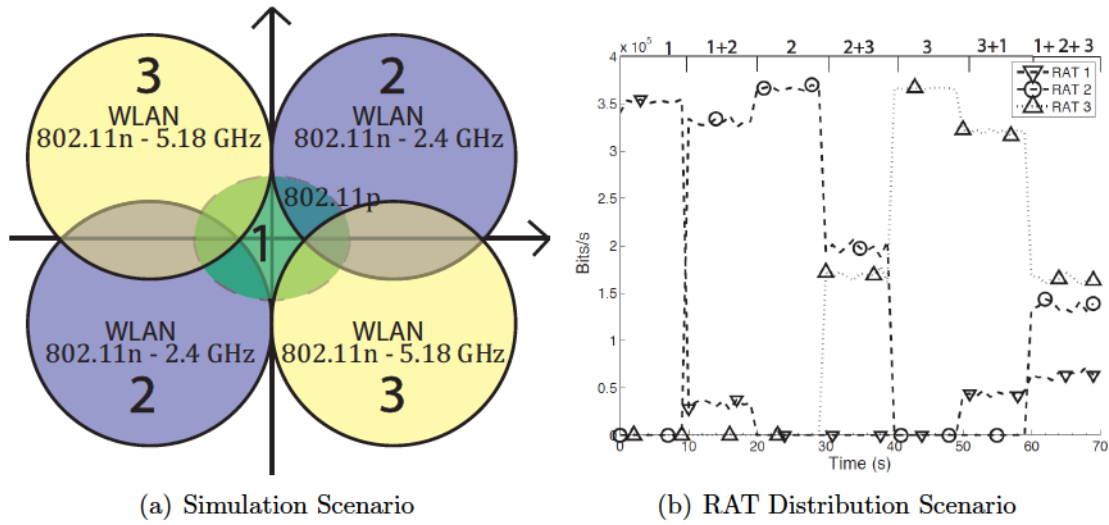 3
WLAN
802.11n - 5.18 GHz
2
WLAN
802.11n - 2.4 GHz
802.11p
1
WLAN
802.11n - 2.4 GHz
2
WLAN
802.11n - 5.18 GHz
3
(a) Simulation Scenario
x 10⁵
1
1+2
2
2+3
3
3+1
1+2+3
RAT 1
RAT 2
RAT 3
4
3.5
3
2.5
2
1.5
1
0.5
0
Bits/s
0
10
20
30
40
50
60
70
Time (s)
(b) RAT Distribution Scenario